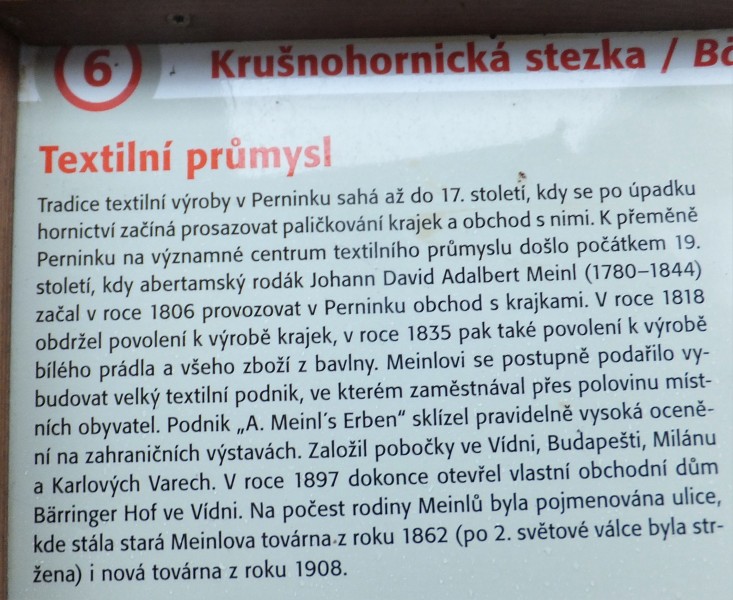 6
Krušnohornická stezka / Bö
Textilní průmysl
Tradice textilní výroby v Perninku sahá až do 17. století, kdy se po úpadku
hornictví začíná prosazovat paličkování krajek a obchod s nimi. K přeměně
Perninku na významné centrum textilního průmyslu došlo počátkem 19.
století, kdy abertamský rodák Johann David Adalbert Meinl (1780–1844)
začal v roce 1806 provozovat v Perninku obchod s krajkami. V roce 1818
obdržel povolení k výrobě krajek, v roce 1835 pak také povolení k výrobě
bílého prádla a všeho zboží z bavlny. Meinlovi se postupně podařilo vy-
budovat velký textilní podnik, ve kterém zaměstnával přes polovinu míst-
ních obyvatel. Podnik „A. Meinl´s Erben“ sklízel pravidelně vysoká oceně-
ní na zahraničních výstavách. Založil pobočky ve Vídni, Budapešti, Milánu
a Karlových Varech. V roce 1897 dokonce otevřel vlastní obchodní dům
Bärringer Hof ve Vídni. Na počest rodiny Meinlů byla pojmenována ulice,
kde stála stará Meinlova továrna z roku 1862 (po 2. světové válce byla str-
žena) i nová továrna z roku 1908.